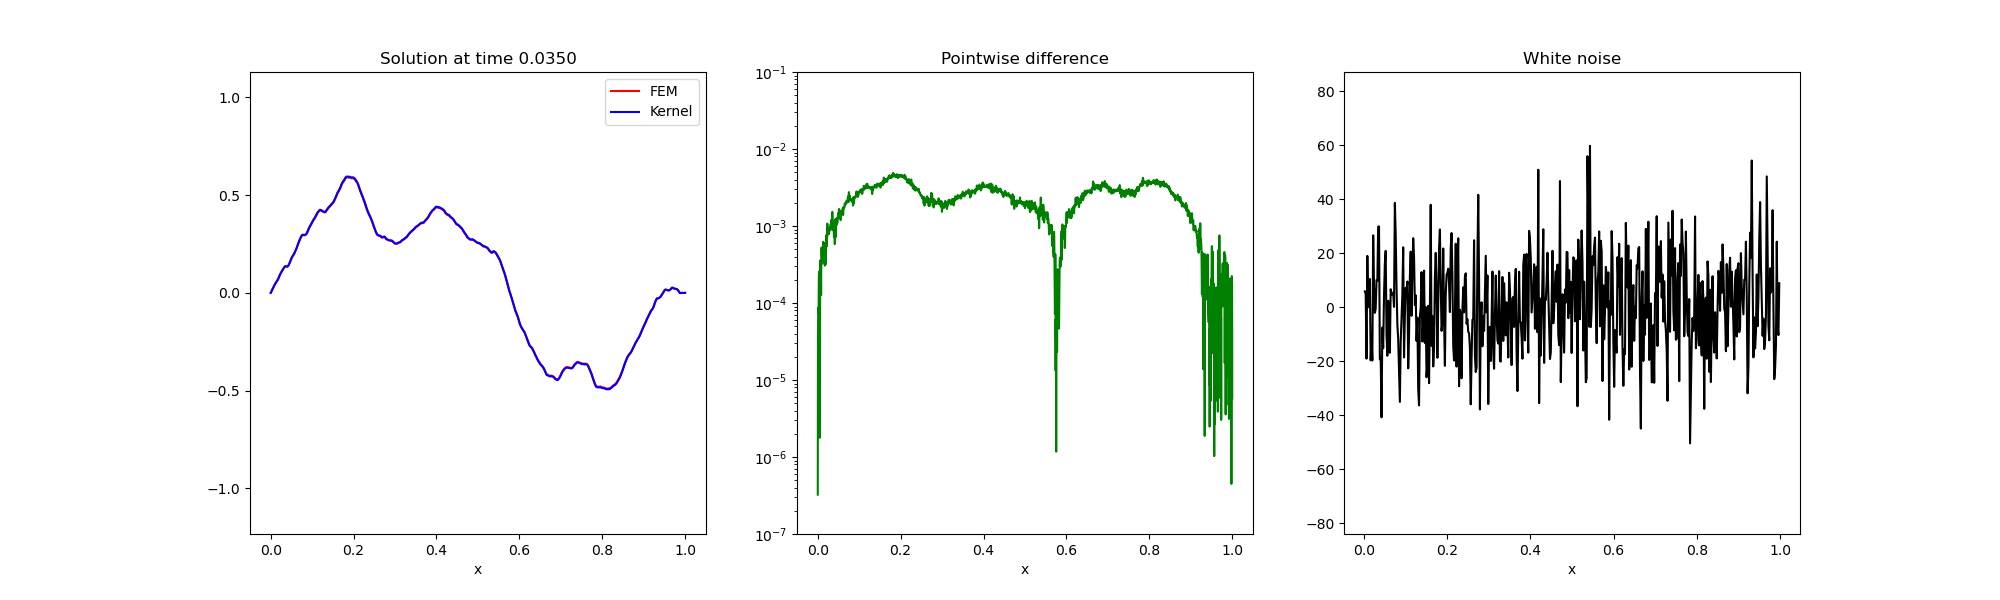 Solution at time 0.0350
FEM
Kernel
1.0
0.5
0.0
−0.5
−1.0
0.0 0.2 0.4 0.6 0.8 1.0
x
Pointwise difference
10⁻¹
10⁻²
10⁻³
10⁻⁴
10⁻⁵
10⁻⁶
10⁻⁷
0.0 0.2 0.4 0.6 0.8 1.0
x
White noise
80
60
40
20
0
−20
−40
−60
−80
0.0 0.2 0.4 0.6 0.8 1.0
x